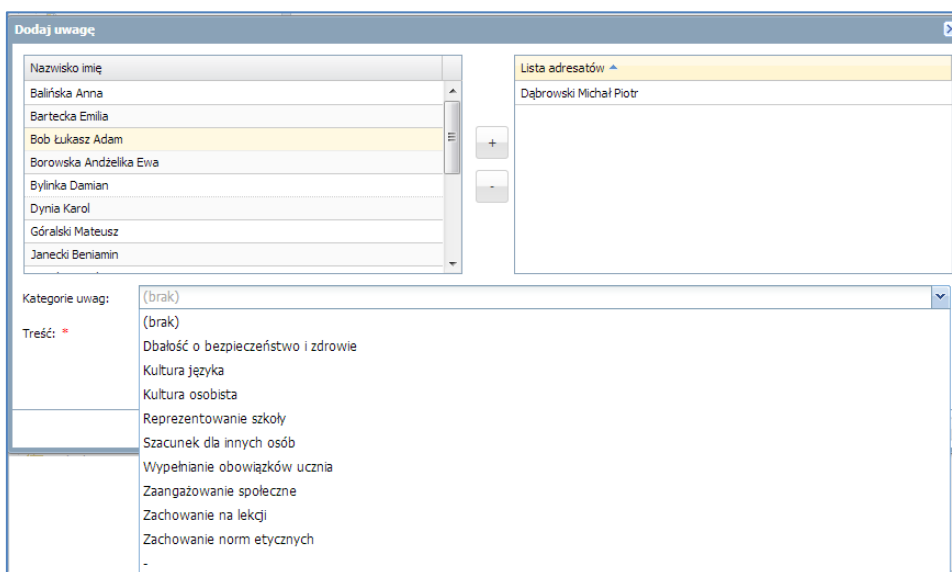 Dodaj uwagę
Nazwisko imię
Balińska Anna
Bartecka Emilia
Bob Łukasz Adam
Borowska Andżelika Ewa
Bylinka Damian
Dynia Karol
Góralski Mateusz
Janecki Beniamin
+
-
Lista adresatów
Dąbrowski Michał Piotr
Kategorie uwag: (brak)
Treść: *
(brak)
Dbałość o bezpieczeństwo i zdrowie
Kultura języka
Kultura osobista
Reprezentowanie szkoły
Szacunek dla innych osób
Wypełnianie obowiązków ucznia
Zaangażowanie społeczne
Zachowanie na lekcji
Zachowanie norm etycznych
-